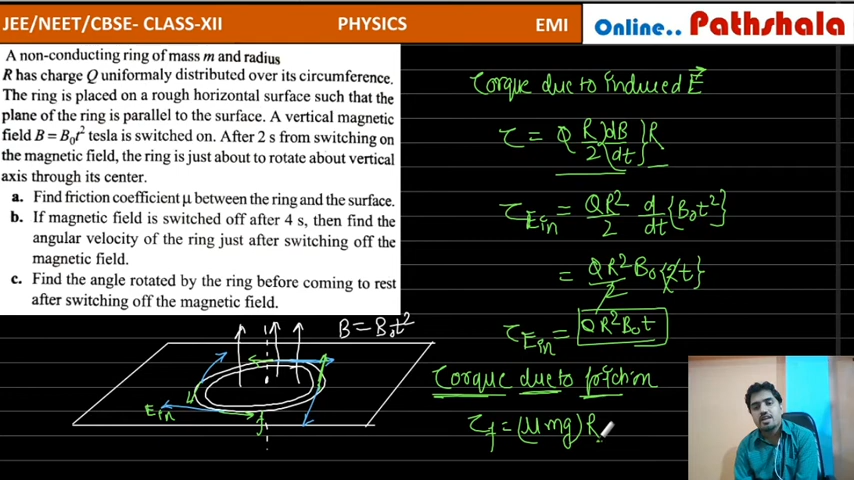 JEE/NEET/CBSE- CLASS-XII PHYSICS EMI Online.. Pathshala
A non-conducting ring of mass m and radius
R has charge Q uniformaly distributed over its circumference.
The ring is placed on a rough horizontal surface such that the
plane of the ring is parallel to the surface. A vertical magnetic
field B = B₀t² tesla is switched on. After 2 s from switching on
the magnetic field, the ring is just about to rotate about vertical
axis through its center.
a. Find friction coefficient μ between the ring and the surface.
b. If magnetic field is switched off after 4 s, then find the
angular velocity of the ring just after switching off the
magnetic field.
c. Find the angle rotated by the ring before coming to rest
after switching off the magnetic field.
B = B₀t²
Ein
f
Torque due to induced E⃗
τ = Q R/2 {dB/dt} R
τEin = QR²/2 d/dt {B₀t²}
= QR²/2 B₀ {2t}
τEin = QR²B₀t
Torque due to friction
τf = (μmg) R